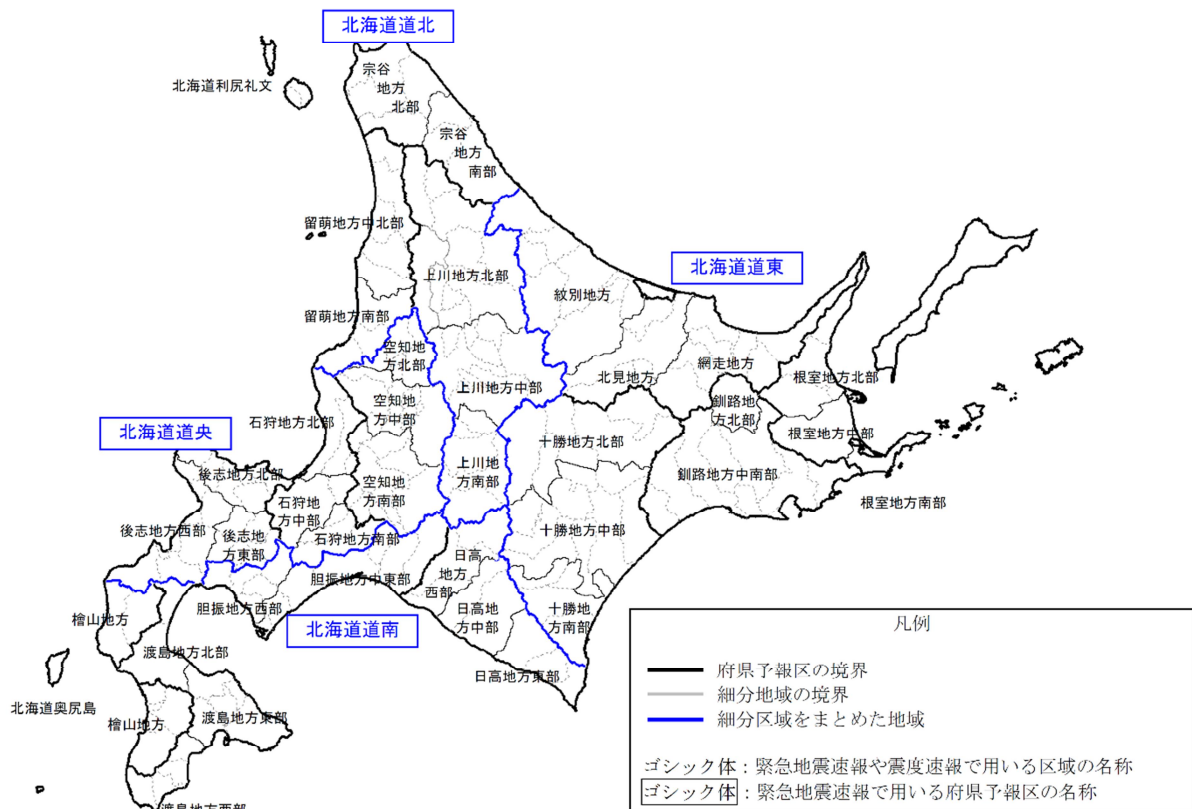 北海道道北
北海道利尻礼文
宗谷
地方
北部
宗谷
地方
南部
留萌地方中北部
上川地方北部
北海道道東
紋別地方
留萌地方南部
空知地
方北部
北見地方
網走地方
根室地方北部
上川地方中部
空知地
方中部
釧路地
方北部
石狩地方北部
北海道道央
十勝地方北部
根室地方中部
後志地方北部
上川地
方南部
釧路地方中南部
空知地
方南部
石狩地
方中部
根室地方南部
後志地方西部
後志地
方東部
石狩地方南部
十勝地方中部
日高
地方
西部
胆振地方中東部
胆振地方西部
日高地
方中部
十勝地
方南部
檜山地方
北海道道南
渡島地方北部
日高地方東部
北海道奥尻島
檜山地方
渡島地方東部
渡島地方西部
凡例
府県予報区の境界
細分地域の境界
細分区域をまとめた地域
ゴシック体：緊急地震速報や震度速報で用いる区域の名称
ゴシック体：緊急地震速報で用いる府県予報区の名称